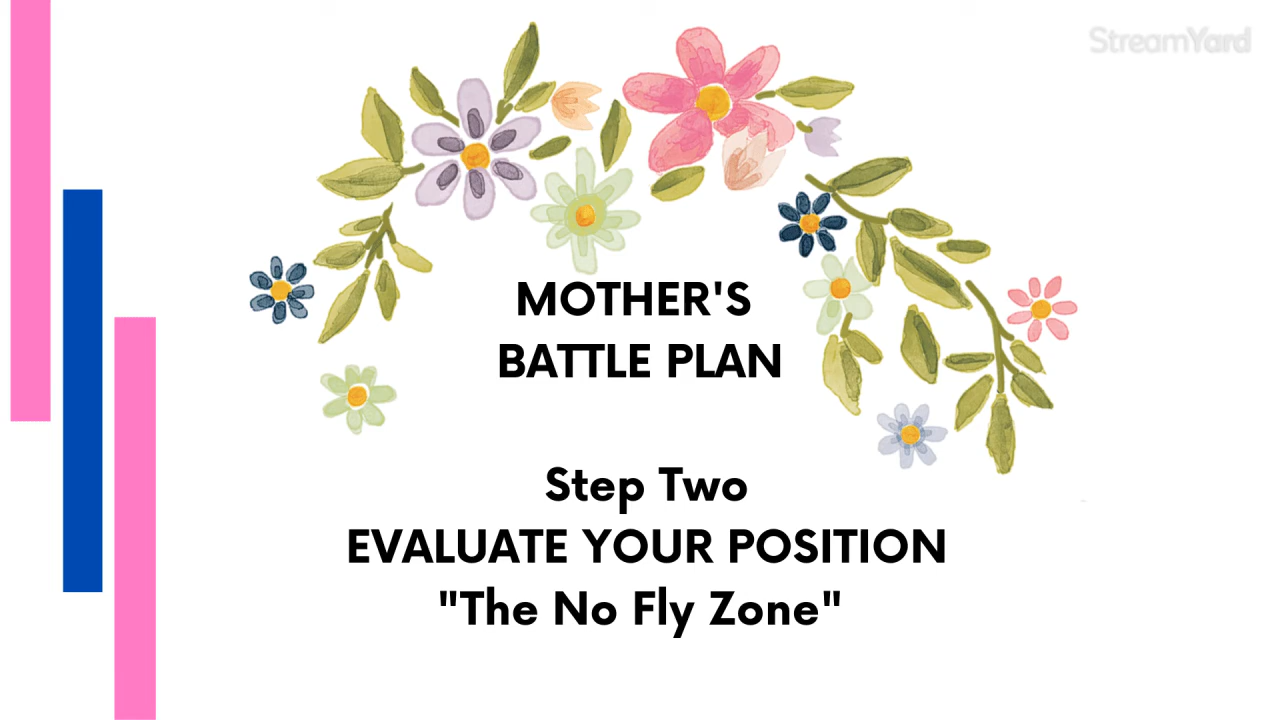 StreamYard
MOTHER'S
BATTLE PLAN
Step Two
EVALUATE YOUR POSITION
"The No Fly Zone"